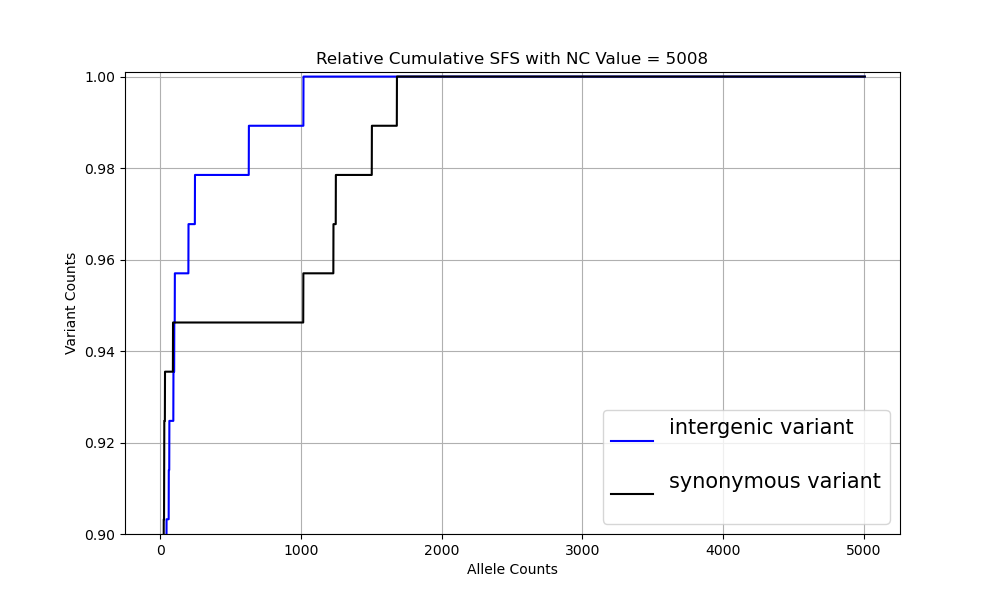 Relative Cumulative SFS with NC Value = 5008
1.00
0.98
0.96
0.94
0.92
0.90
Variant Counts
intergenic variant
synonymous variant
0 1000 2000 3000 4000 5000
Allele Counts